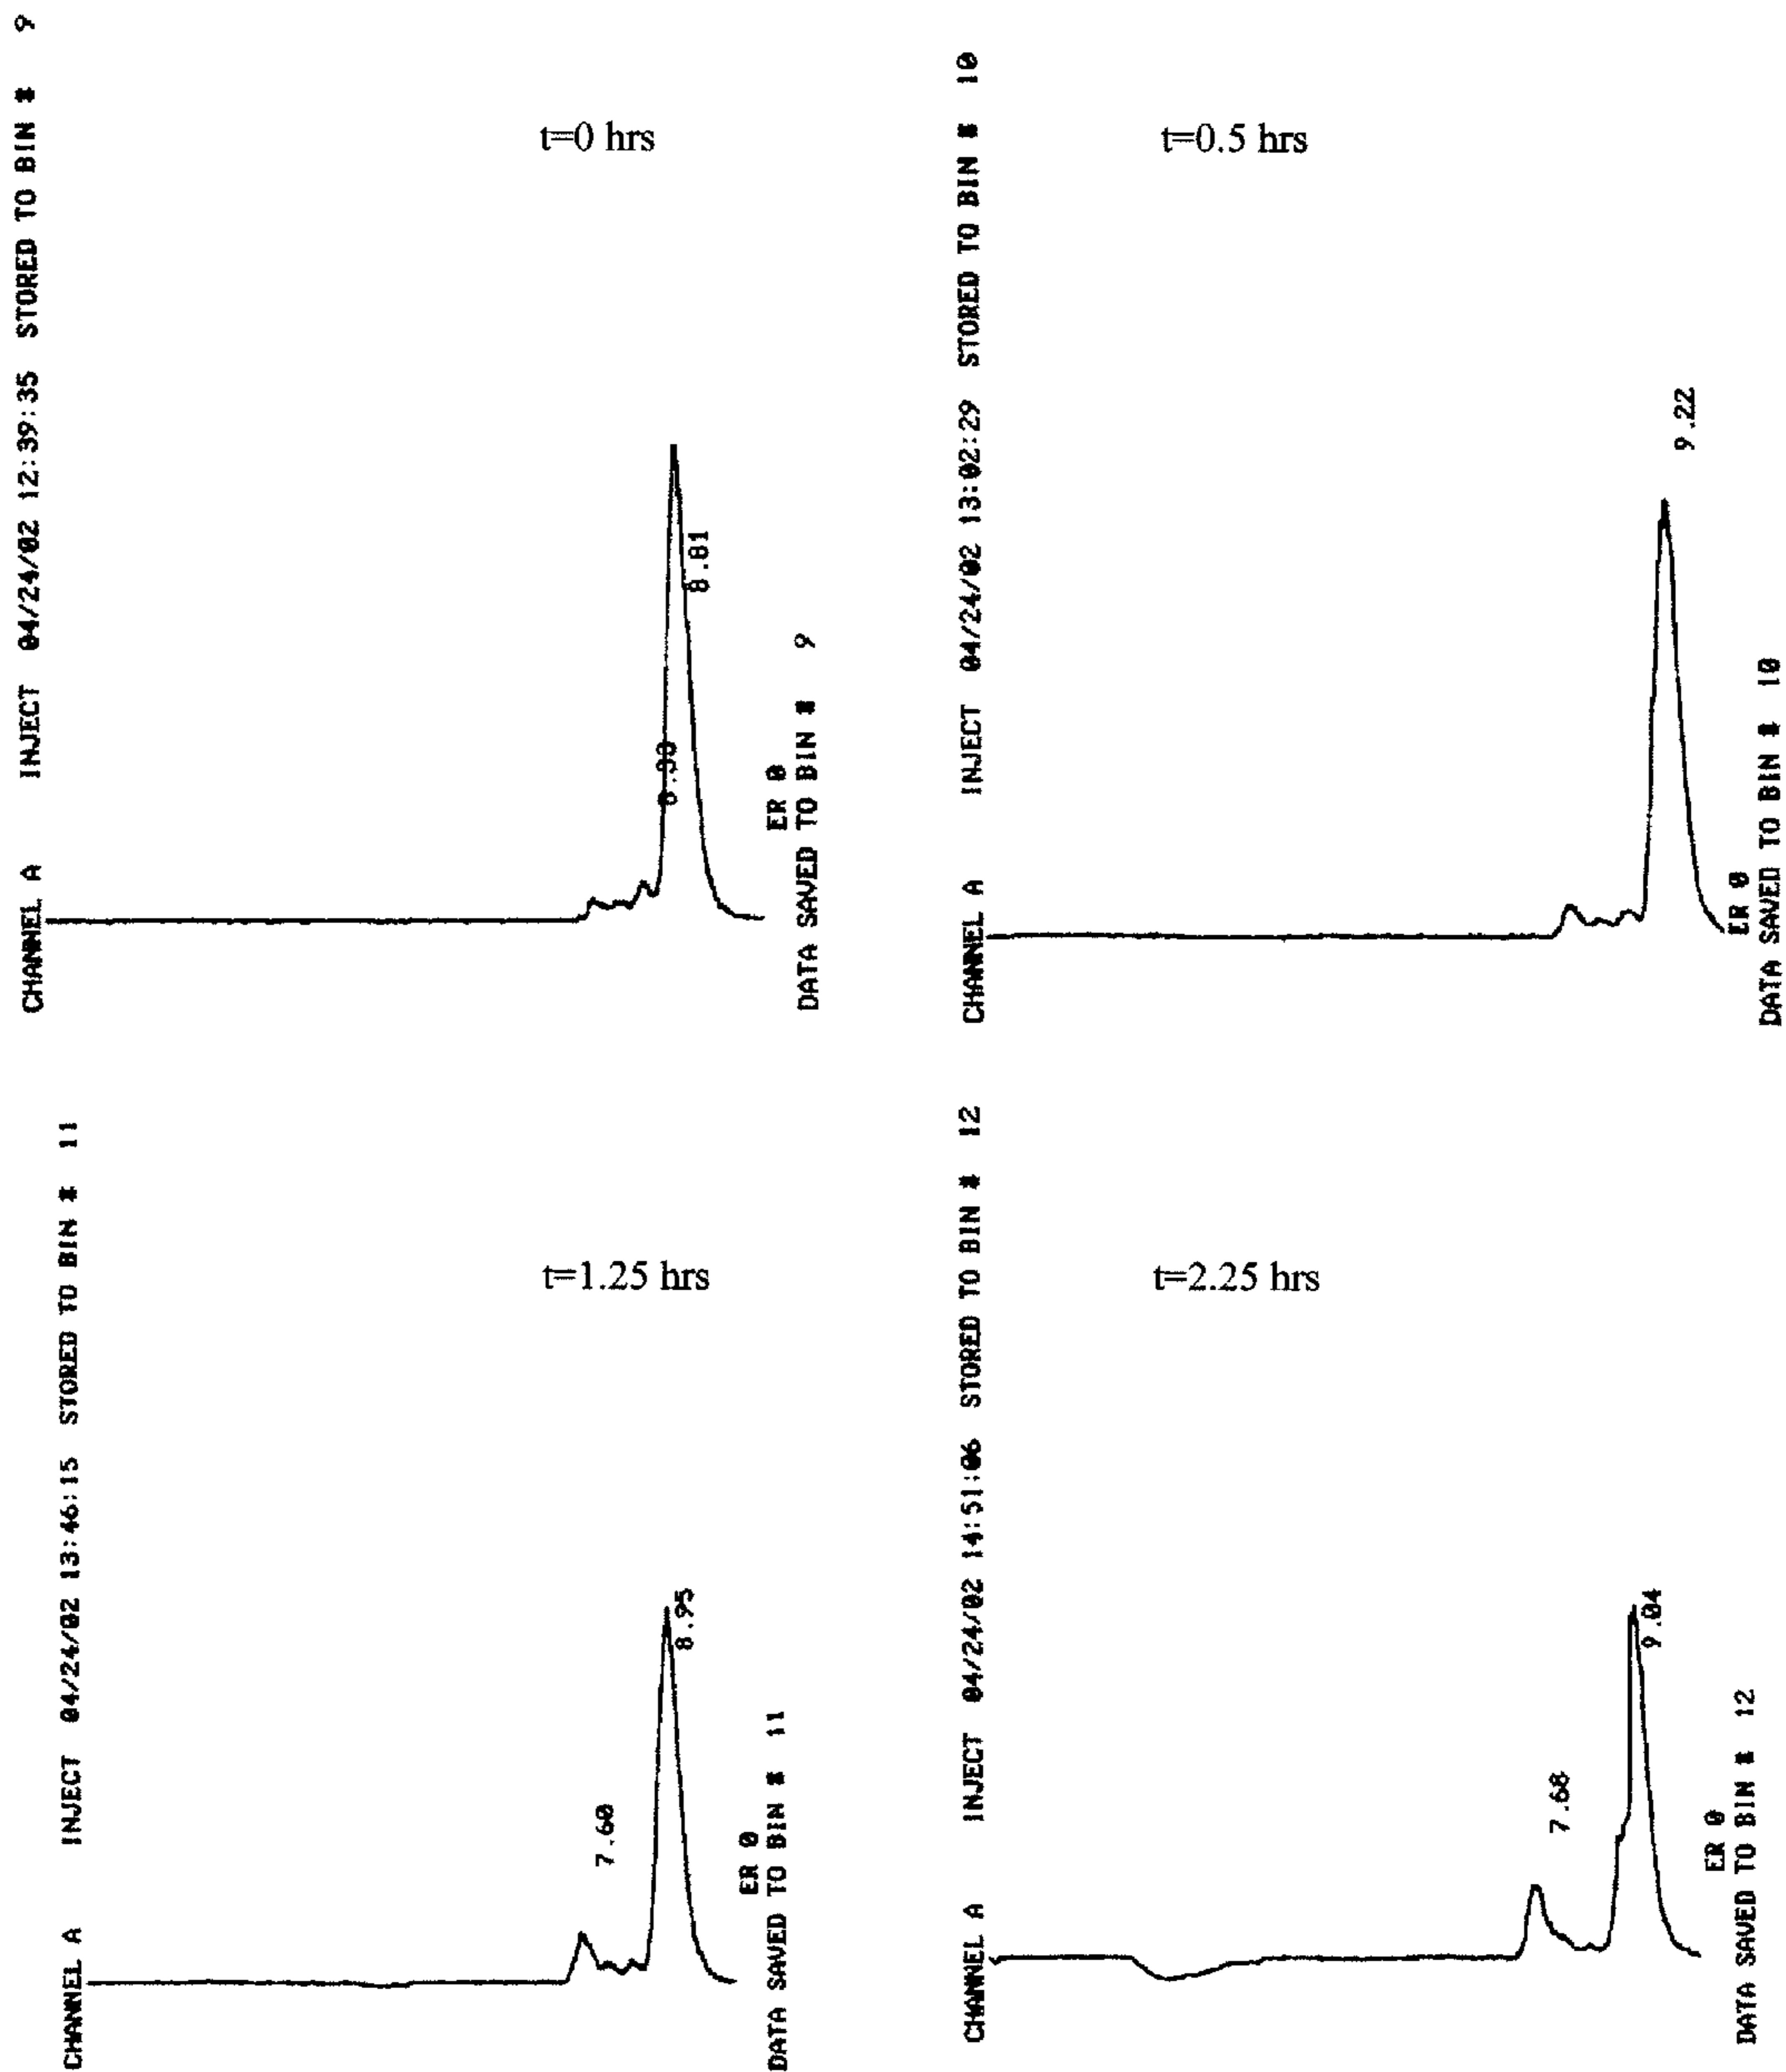 t=0 hrs
CHANNEL A INJECT 04/24/02 12:39:35 STORED TO BIN # 9
8.81
ER 0
DATA SAVED TO BIN # 9
t=0.5 hrs
CHANNEL A INJECT 04/24/02 13:02:29 STORED TO BIN # 10
9.22
ER 0
DATA SAVED TO BIN # 10
t=1.25 hrs
CHANNEL A INJECT 04/24/02 13:46:15 STORED TO BIN # 11
7.60
8.95
ER 0
DATA SAVED TO BIN # 11
t=2.25 hrs
CHANNEL A INJECT 04/24/02 14:51:06 STORED TO BIN # 12
7.68
9.04
ER 0
DATA SAVED TO BIN # 12